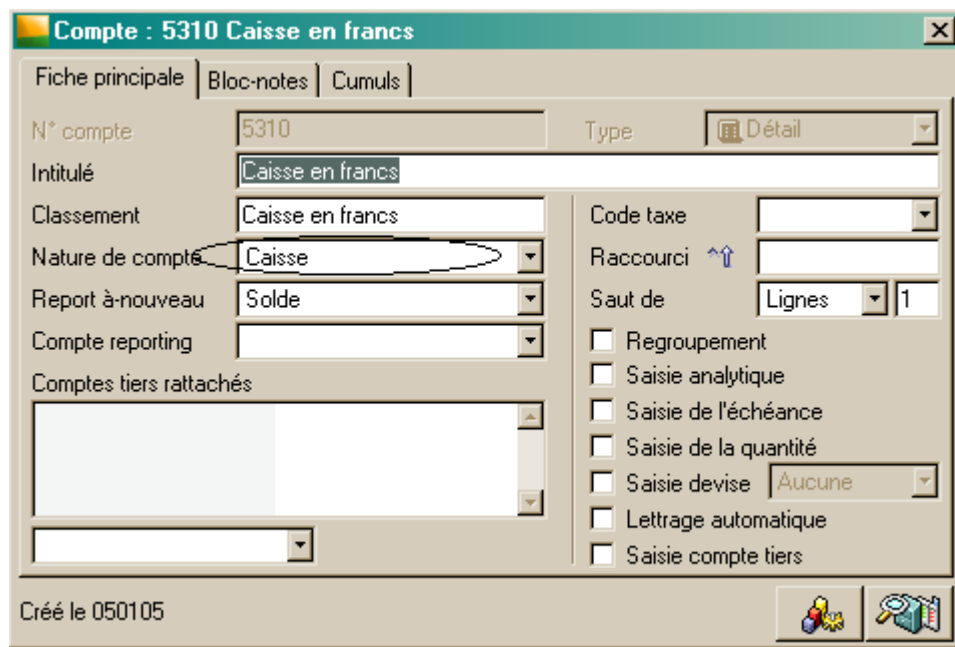 Compte : 5310 Caisse en francs
Fiche principale Bloc-notes Cumuls
N° compte 5310 Type Détail
Intitulé Caisse en francs
Classement Caisse en francs Code taxe
Nature de compte Caisse Raccourci
Report à-nouveau Solde Saut de Lignes 1
Compte reporting Regroupement
Comptes tiers rattachés Saisie analytique
Saisie de l'échéance
Saisie de la quantité
Saisie devise Aucune
Lettrage automatique
Saisie compte tiers
Créé le 050105